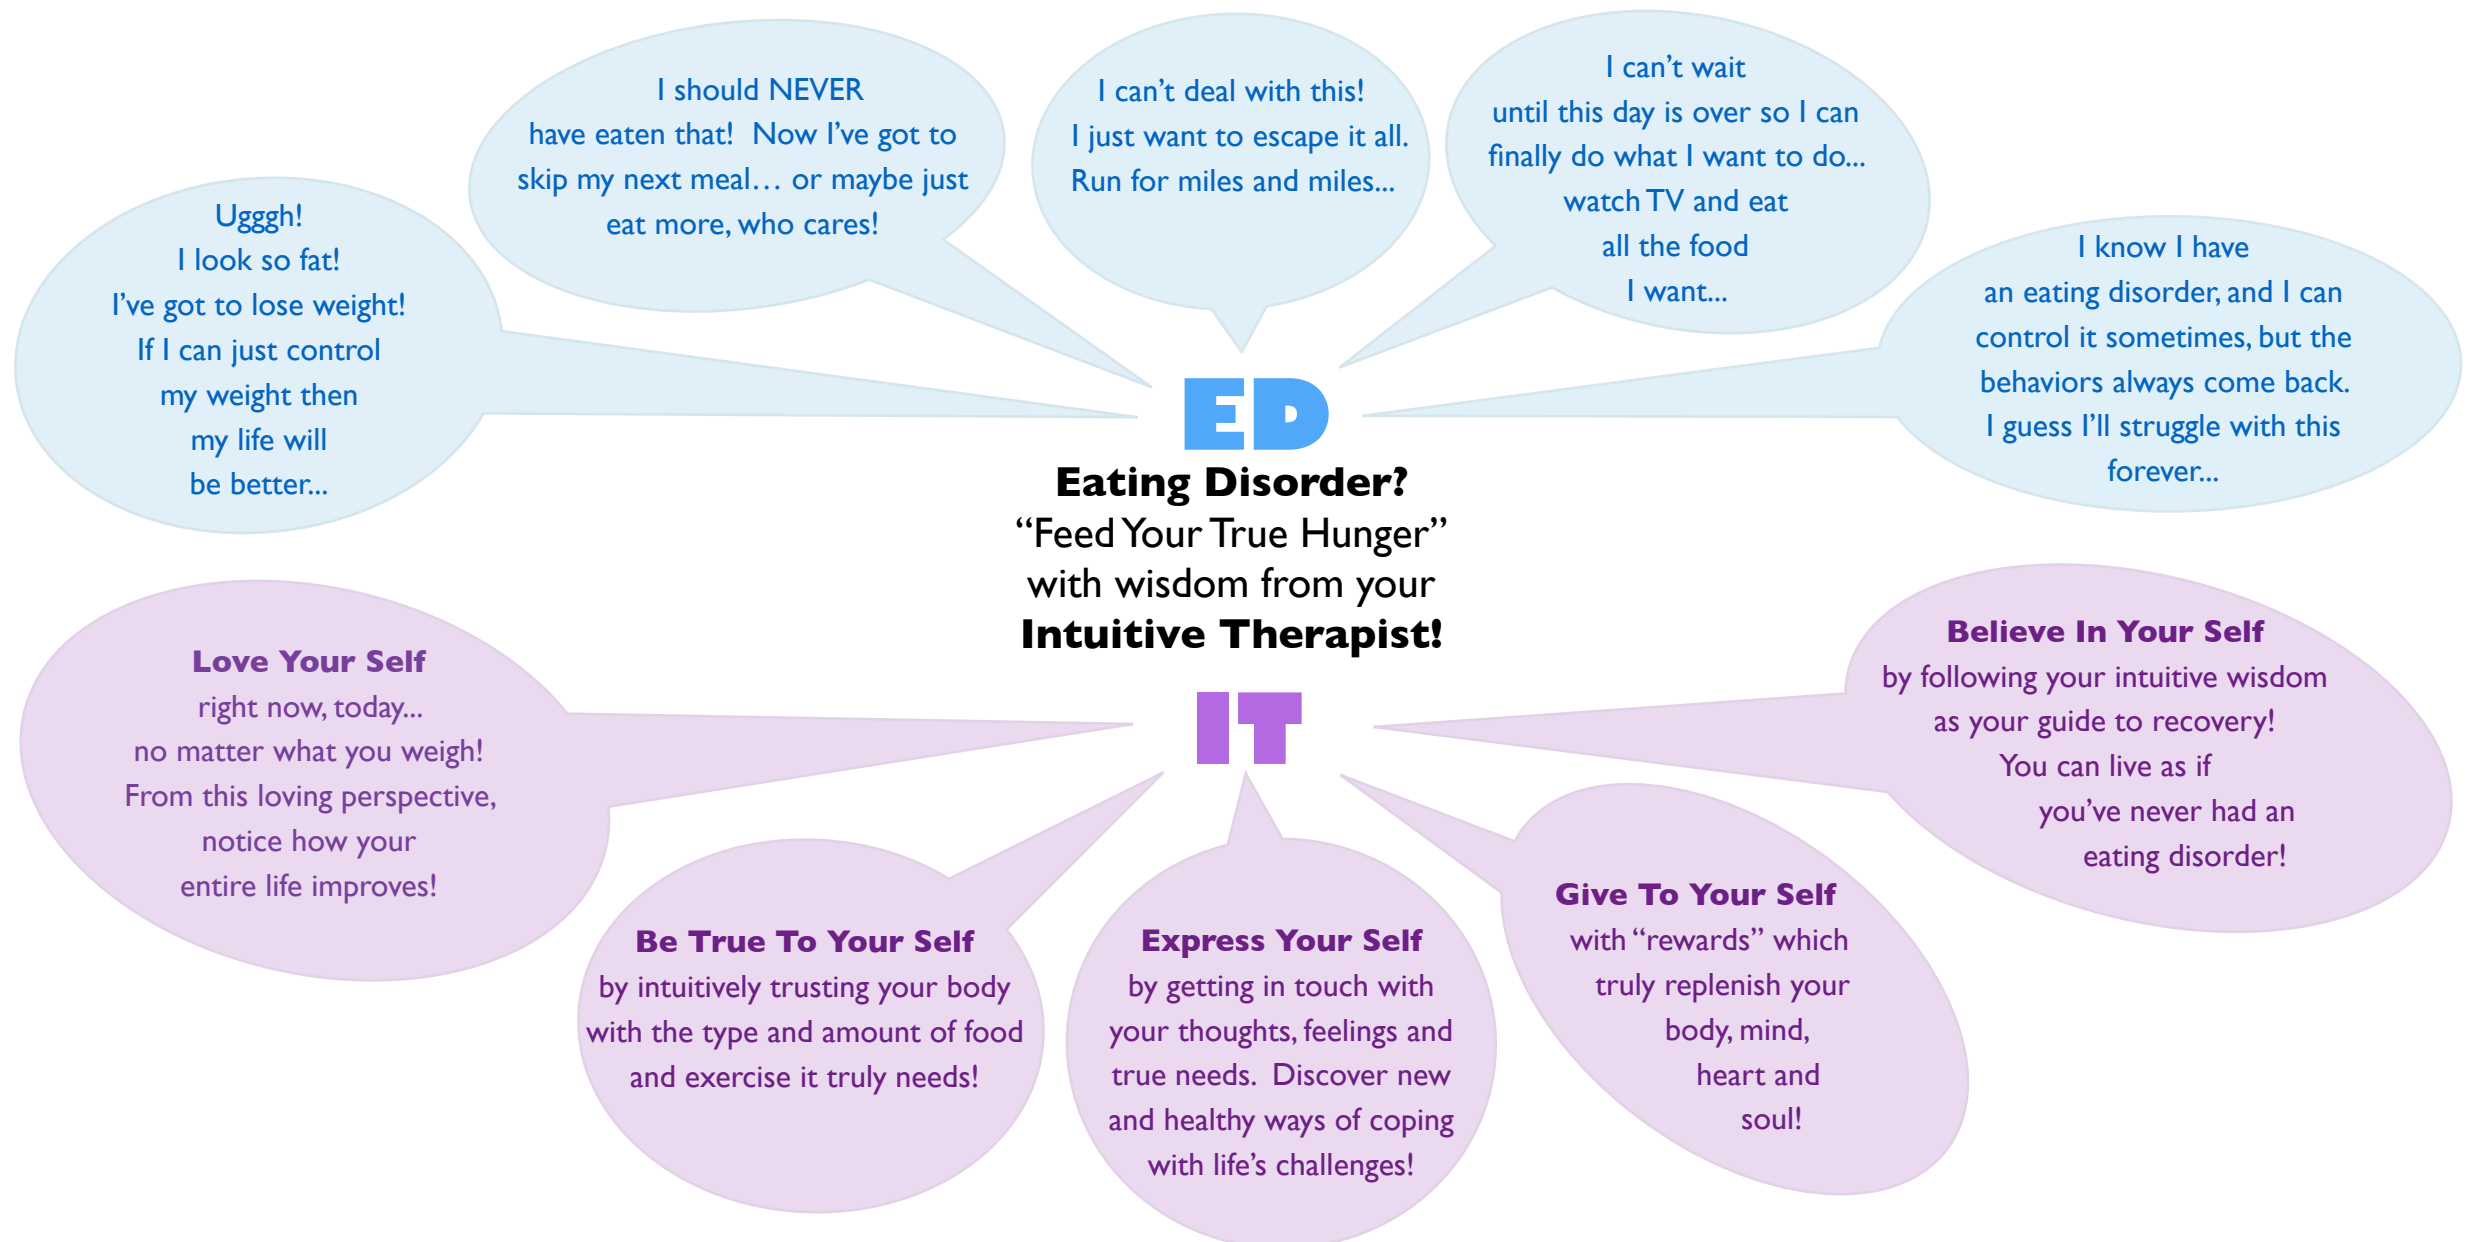 Ugggh!
I look so fat!
I've got to lose weight!
If I can just control
my weight then
my life will
be better...
I should NEVER
have eaten that!  Now I've got to
skip my next meal… or maybe just
eat more, who cares!
I can't deal with this!
I just want to escape it all.
Run for miles and miles...
I can't wait
until this day is over so I can
finally do what I want to do...
watch TV and eat
all the food
I want...
I know I have
an eating disorder, and I can
control it sometimes, but the
behaviors always come back.
I guess I'll struggle with this
forever...
ED
Eating Disorder?
“Feed Your True Hunger”
with wisdom from your
Intuitive Therapist!
IT
Love Your Self
right now, today...
no matter what you weigh!
From this loving perspective,
notice how your
entire life improves!
Be True To Your Self
by intuitively trusting your body
with the type and amount of food
and exercise it truly needs!
Express Your Self
by getting in touch with
your thoughts, feelings and
true needs.  Discover new
and healthy ways of coping
with life's challenges!
Give To Your Self
with “rewards” which
truly replenish your
body, mind,
heart and
soul!
Believe In Your Self
by following your intuitive wisdom
as your guide to recovery!
You can live as if
you've never had an
eating disorder!